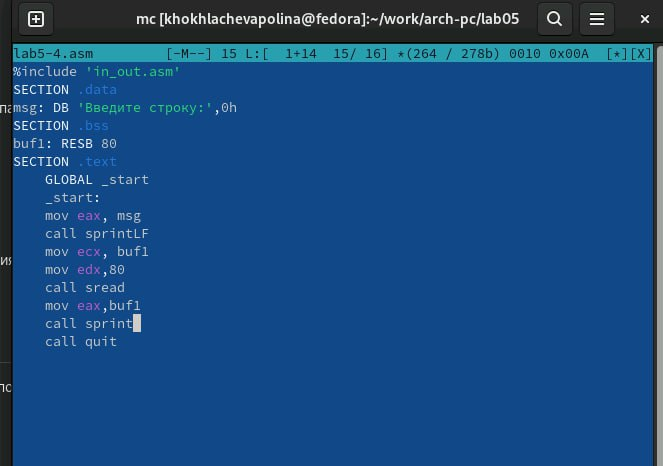 mc [khokhlachevapolina@fedora]:~/work/arch-pc/lab05
lab5-4.asm [-M--] 15 L:[ 1+14 15/ 16] *(264 / 278b) 0010 0x00A [*][X]
%include 'in_out.asm'
SECTION .data
msg: DB 'Введите строку:',0h
SECTION .bss
buf1: RESB 80
SECTION .text
GLOBAL _start
_start:
mov eax, msg
call sprintLF
mov ecx, buf1
mov edx,80
call sread
mov eax,buf1
call sprint
call quit